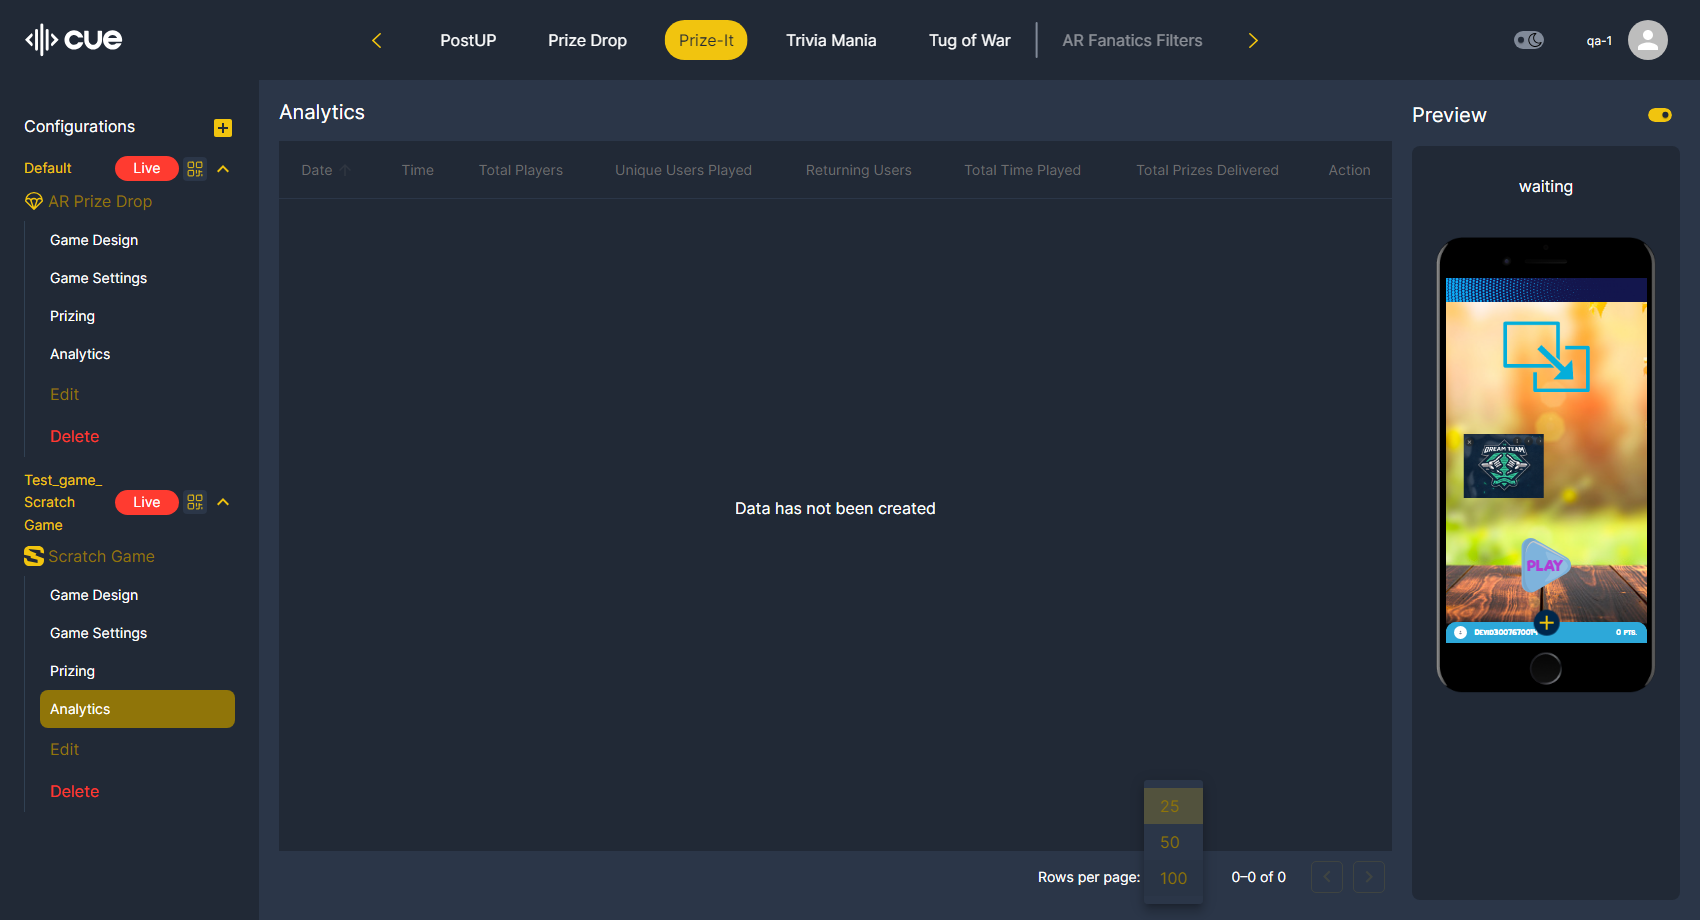 cue
PostUP
Prize Drop
Prize-It
Trivia Mania
Tug of War
AR Fanatics Filters
qa-1
Configurations
Default
Live
AR Prize Drop
Game Design
Game Settings
Prizing
Analytics
Edit
Delete
Test_game_
Scratch
Game
Live
Scratch Game
Game Design
Game Settings
Prizing
Analytics
Edit
Delete
Analytics
Date
Time
Total Players
Unique Users Played
Returning Users
Total Time Played
Total Prizes Delivered
Action
Data has not been created
25
50
100
Rows per page:
0–0 of 0
Preview
waiting
DREAM TEAM
PLAY
0 PTS.